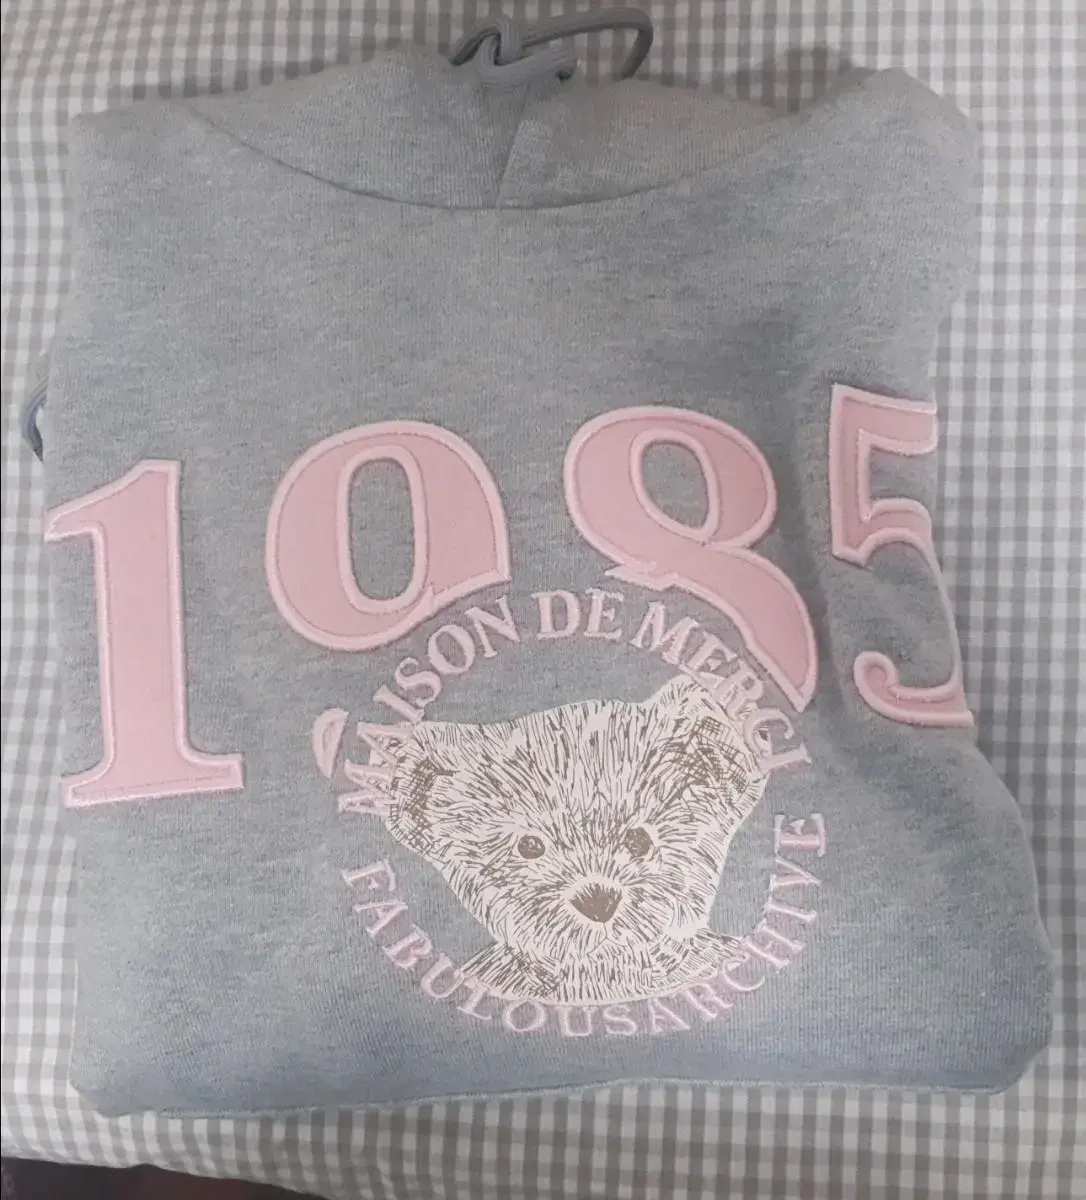 1985
MAISON DE MERCI
FABULOUSARCHIVE